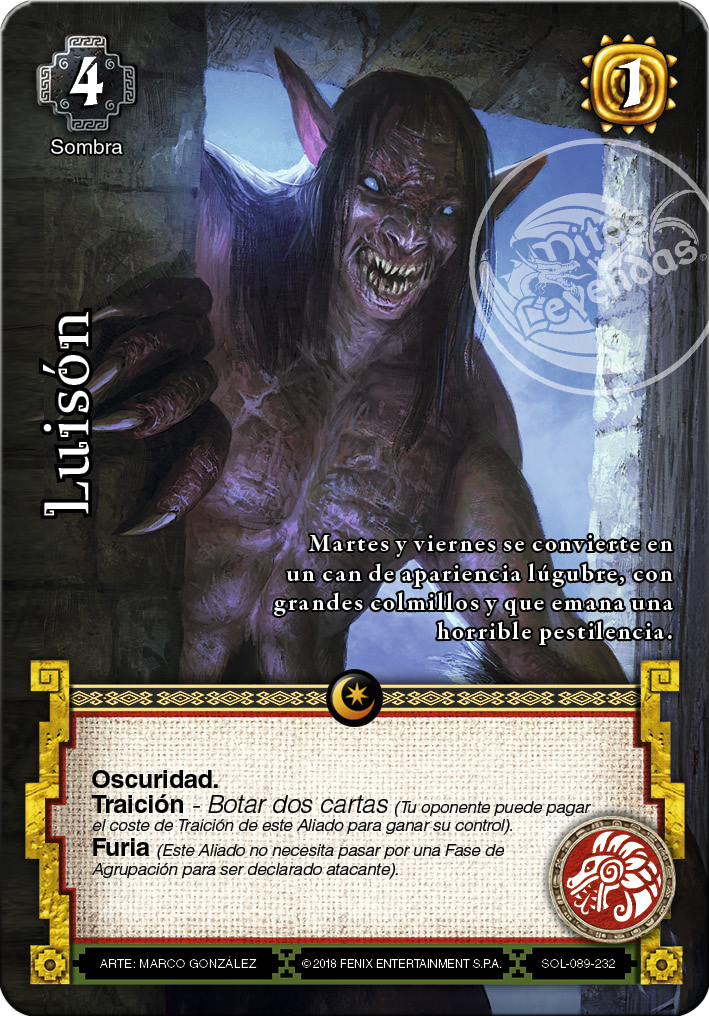 4
Sombra
1
Mitos
y
Leyendas
Luisón
Martes y viernes se convierte en
un can de apariencia lúgubre, con
grandes colmillos y que emana una
horrible pestilencia.
Oscuridad.
Traición - Botar dos cartas (Tu oponente puede pagar
el coste de Traición de este Aliado para ganar su control).
Furia (Este Aliado no necesita pasar por una Fase de
Agrupación para ser declarado atacante).
ARTE: MARCO GONZÁLEZ
©2018 FENIX ENTERTAINMENT S.P.A.
SOL-089-232